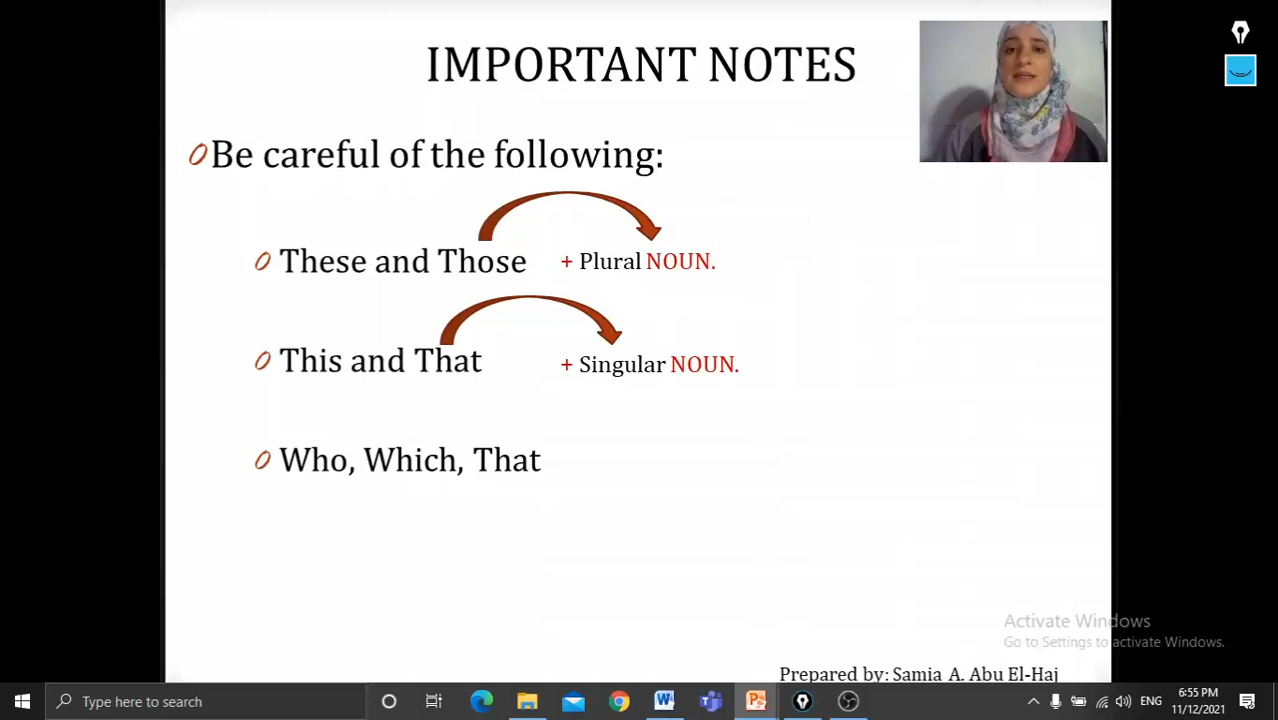 IMPORTANT NOTES
Be careful of the following:
These and Those + Plural NOUN.
This and That + Singular NOUN.
Who, Which, That
Activate Windows
Go to Settings to activate Windows.
Prepared by: Samia A. Abu El-Haj
Type here to search
ENG
6:55 PM
11/12/2021